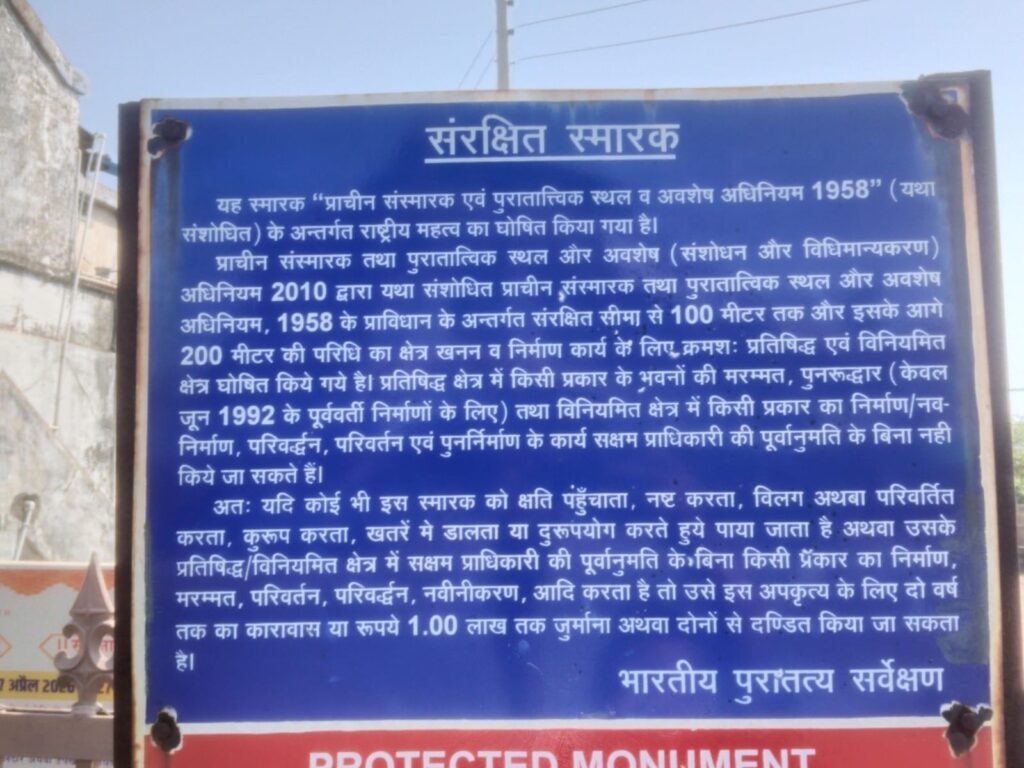 संरक्षित स्मारक
यह स्मारक “प्राचीन संस्मारक एवं पुरातात्त्विक स्थल व अवशेष अधिनियम 1958” (यथा
संशोधित) के अन्तर्गत राष्ट्रीय महत्व का घोषित किया गया है।
प्राचीन संस्मारक तथा पुरातात्विक स्थल और अवशेष (संशोधन और विधिमान्यकरण)
अधिनियम 2010 द्वारा यथा संशोधित प्राचीन संस्मारक तथा पुरातात्विक स्थल और अवशेष
अधिनियम, 1958 के प्राविधान के अन्तर्गत संरक्षित सीमा से 100 मीटर तक और इसके आगे
200 मीटर की परिधि का क्षेत्र खनन व निर्माण कार्य के लिए क्रमशः प्रतिषिद्ध एवं विनियमित
क्षेत्र घोषित किये गये है। प्रतिषिद्ध क्षेत्र में किसी प्रकार के भवनों की मरम्मत, पुनरूद्धार (केवल
जून 1992 के पूर्ववर्ती निर्माणों के लिए) तथा विनियमित क्षेत्र में किसी प्रकार का निर्माण/नव-
निर्माण, परिवर्द्धन, परिवर्तन एवं पुनर्निर्माण के कार्य सक्षम प्राधिकारी की पूर्वानुमति के बिना नही
किये जा सकते हैं।
अतः यदि कोई भी इस स्मारक को क्षति पहुँचाता, नष्ट करता, विलग अथबा परिवर्तित
करता, कुरूप करता, खतरें मे डालता या दुरूपयोग करते हुये पाया जाता है अथवा उसके
प्रतिषिद्ध/विनियमित क्षेत्र में सक्षम प्राधिकारी की पूर्वानुमति के बिना किसी प्रकार का निर्माण,
मरम्मत, परिवर्तन, परिवर्द्धन, नवीनीकरण, आदि करता है तो उसे इस अपकृत्य के लिए दो वर्ष
तक का कारावास या रूपये 1.00 लाख तक जुर्माना अथवा दोनों से दण्डित किया जा सकता
है।
भारतीय पुरातत्य सर्वेक्षण
PROTECTED MONUMENT
अप्रैल